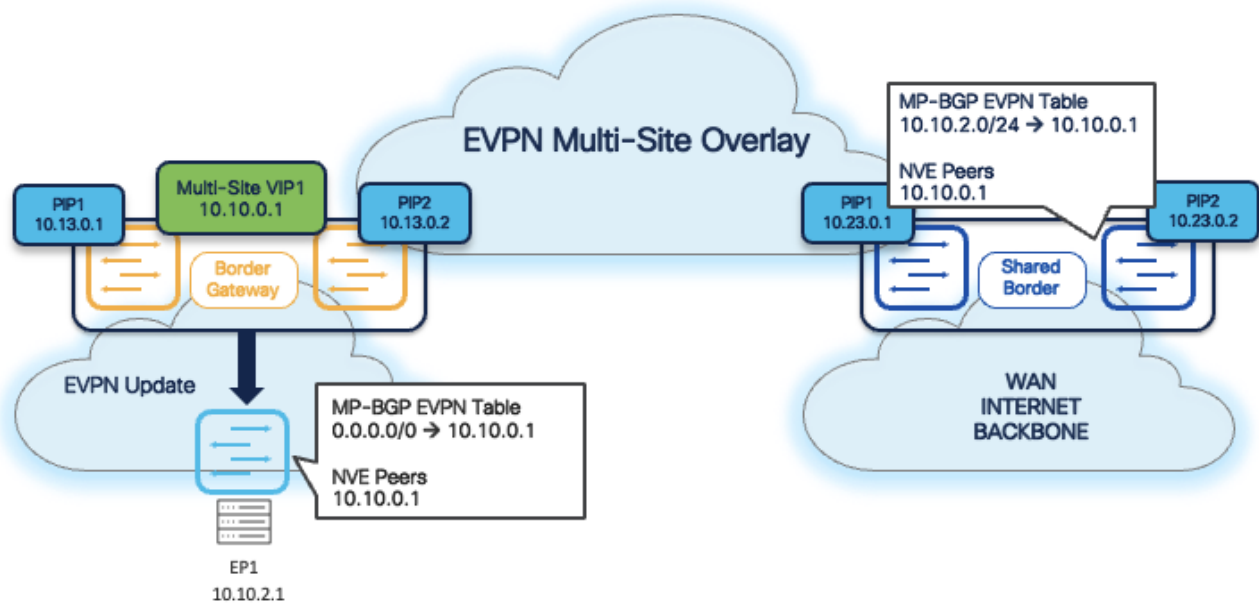 EVPN Multi-Site Overlay
MP-BGP EVPN Table
10.10.2.0/24 → 10.10.0.1
NVE Peers
10.10.0.1
PIP1
10.13.0.1
Multi-Site VIP1
10.10.0.1
PIP2
10.13.0.2
PIP1
10.23.0.1
PIP2
10.23.0.2
Border
Gateway
Shared
Border
EVPN Update
MP-BGP EVPN Table
0.0.0.0/0 → 10.10.0.1
NVE Peers
10.10.0.1
WAN
INTERNET
BACKBONE
EP1
10.10.2.1